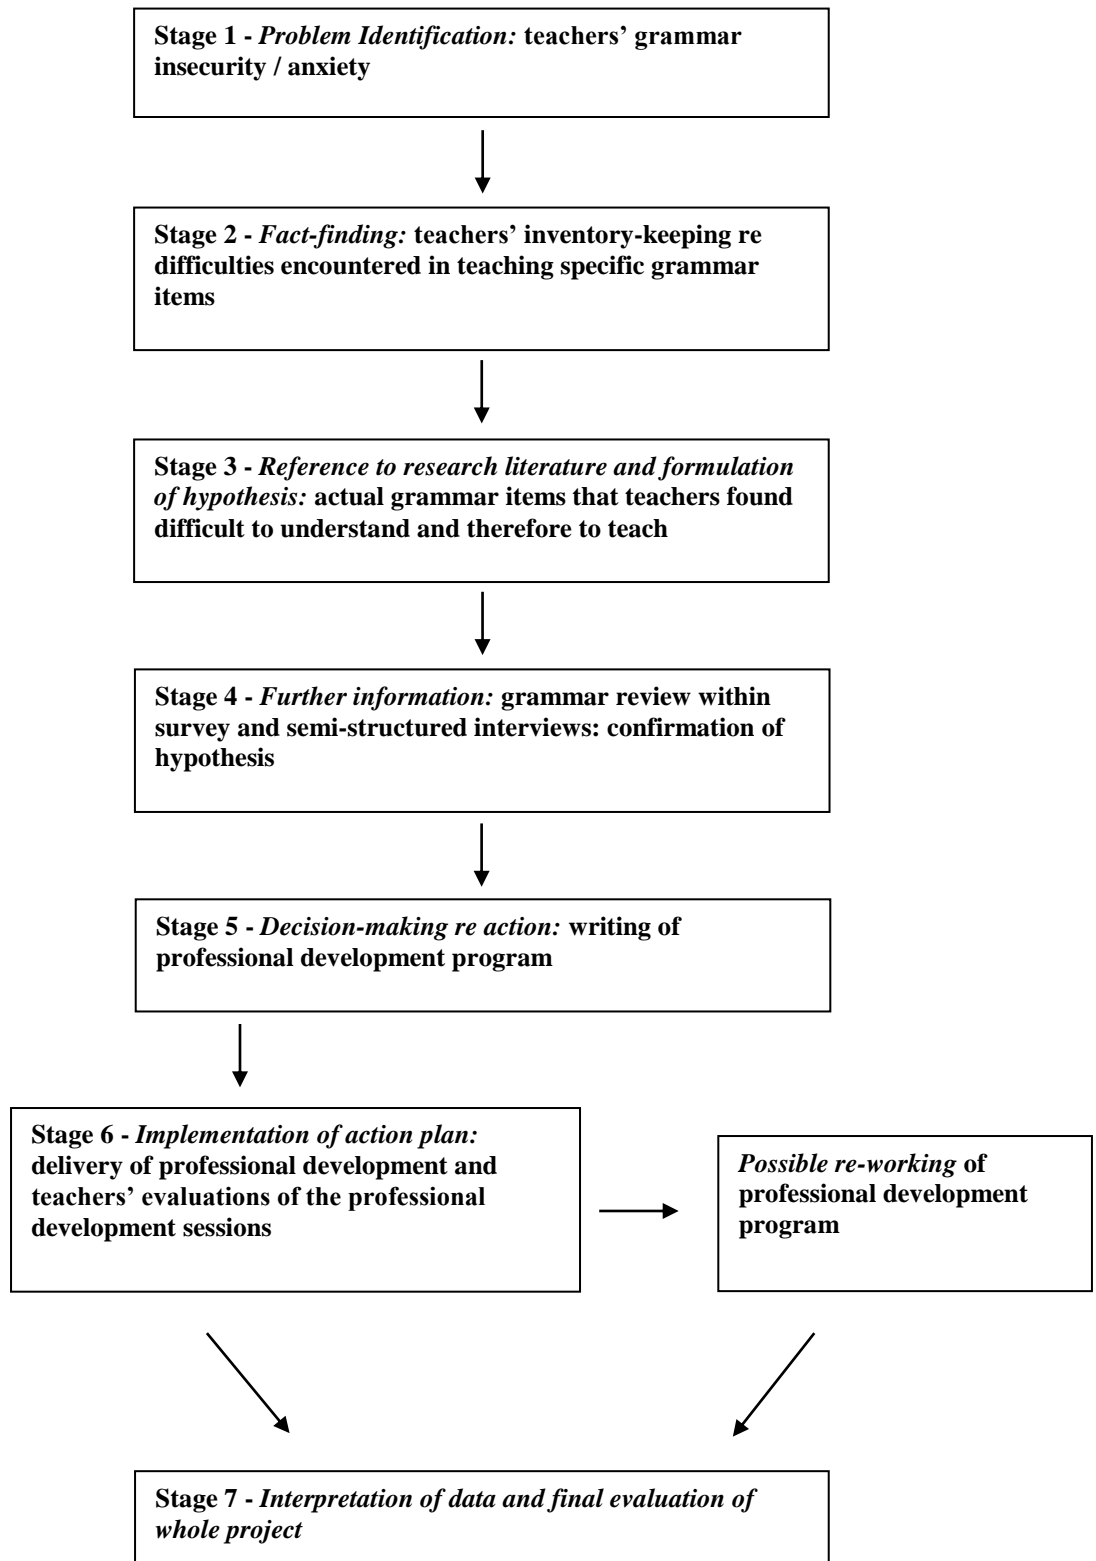 Stage 1 - Problem Identification: teachers’ grammar
insecurity / anxiety
Stage 2 - Fact-finding: teachers’ inventory-keeping re
difficulties encountered in teaching specific grammar
items
Stage 3 - Reference to research literature and formulation
of hypothesis: actual grammar items that teachers found
difficult to understand and therefore to teach
Stage 4 - Further information: grammar review within
survey and semi-structured interviews: confirmation of
hypothesis
Stage 5 - Decision-making re action: writing of
professional development program
Stage 6 - Implementation of action plan:
delivery of professional development and
teachers’ evaluations of the professional
development sessions
Possible re-working of
professional development
program
Stage 7 - Interpretation of data and final evaluation of
whole project